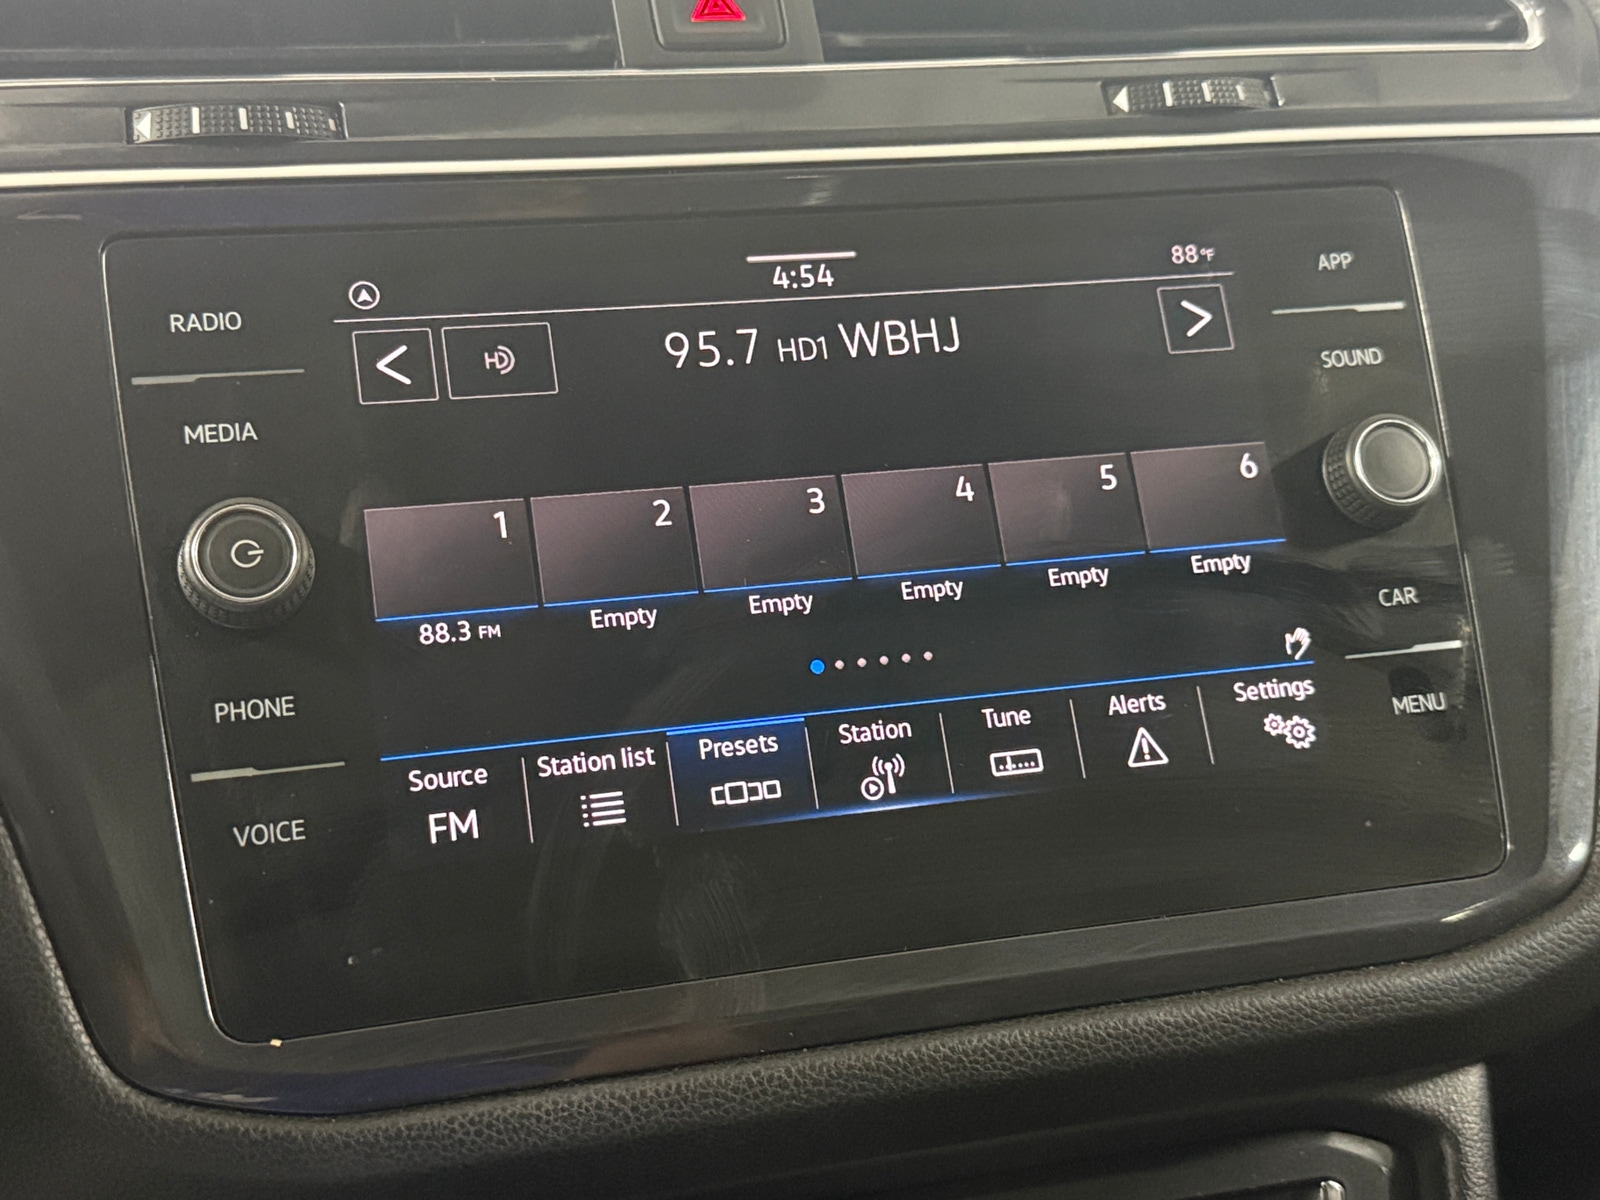 RADIO
MEDIA
PHONE
VOICE
4:54
88°F
HD
95.7 HD1 WBHJ
1
2
3
4
5
6
88.3 FM
Empty
Empty
Empty
Empty
Empty
Source
FM
Station list
Presets
Station
Tune
Alerts
Settings
APP
SOUND
CAR
MENU